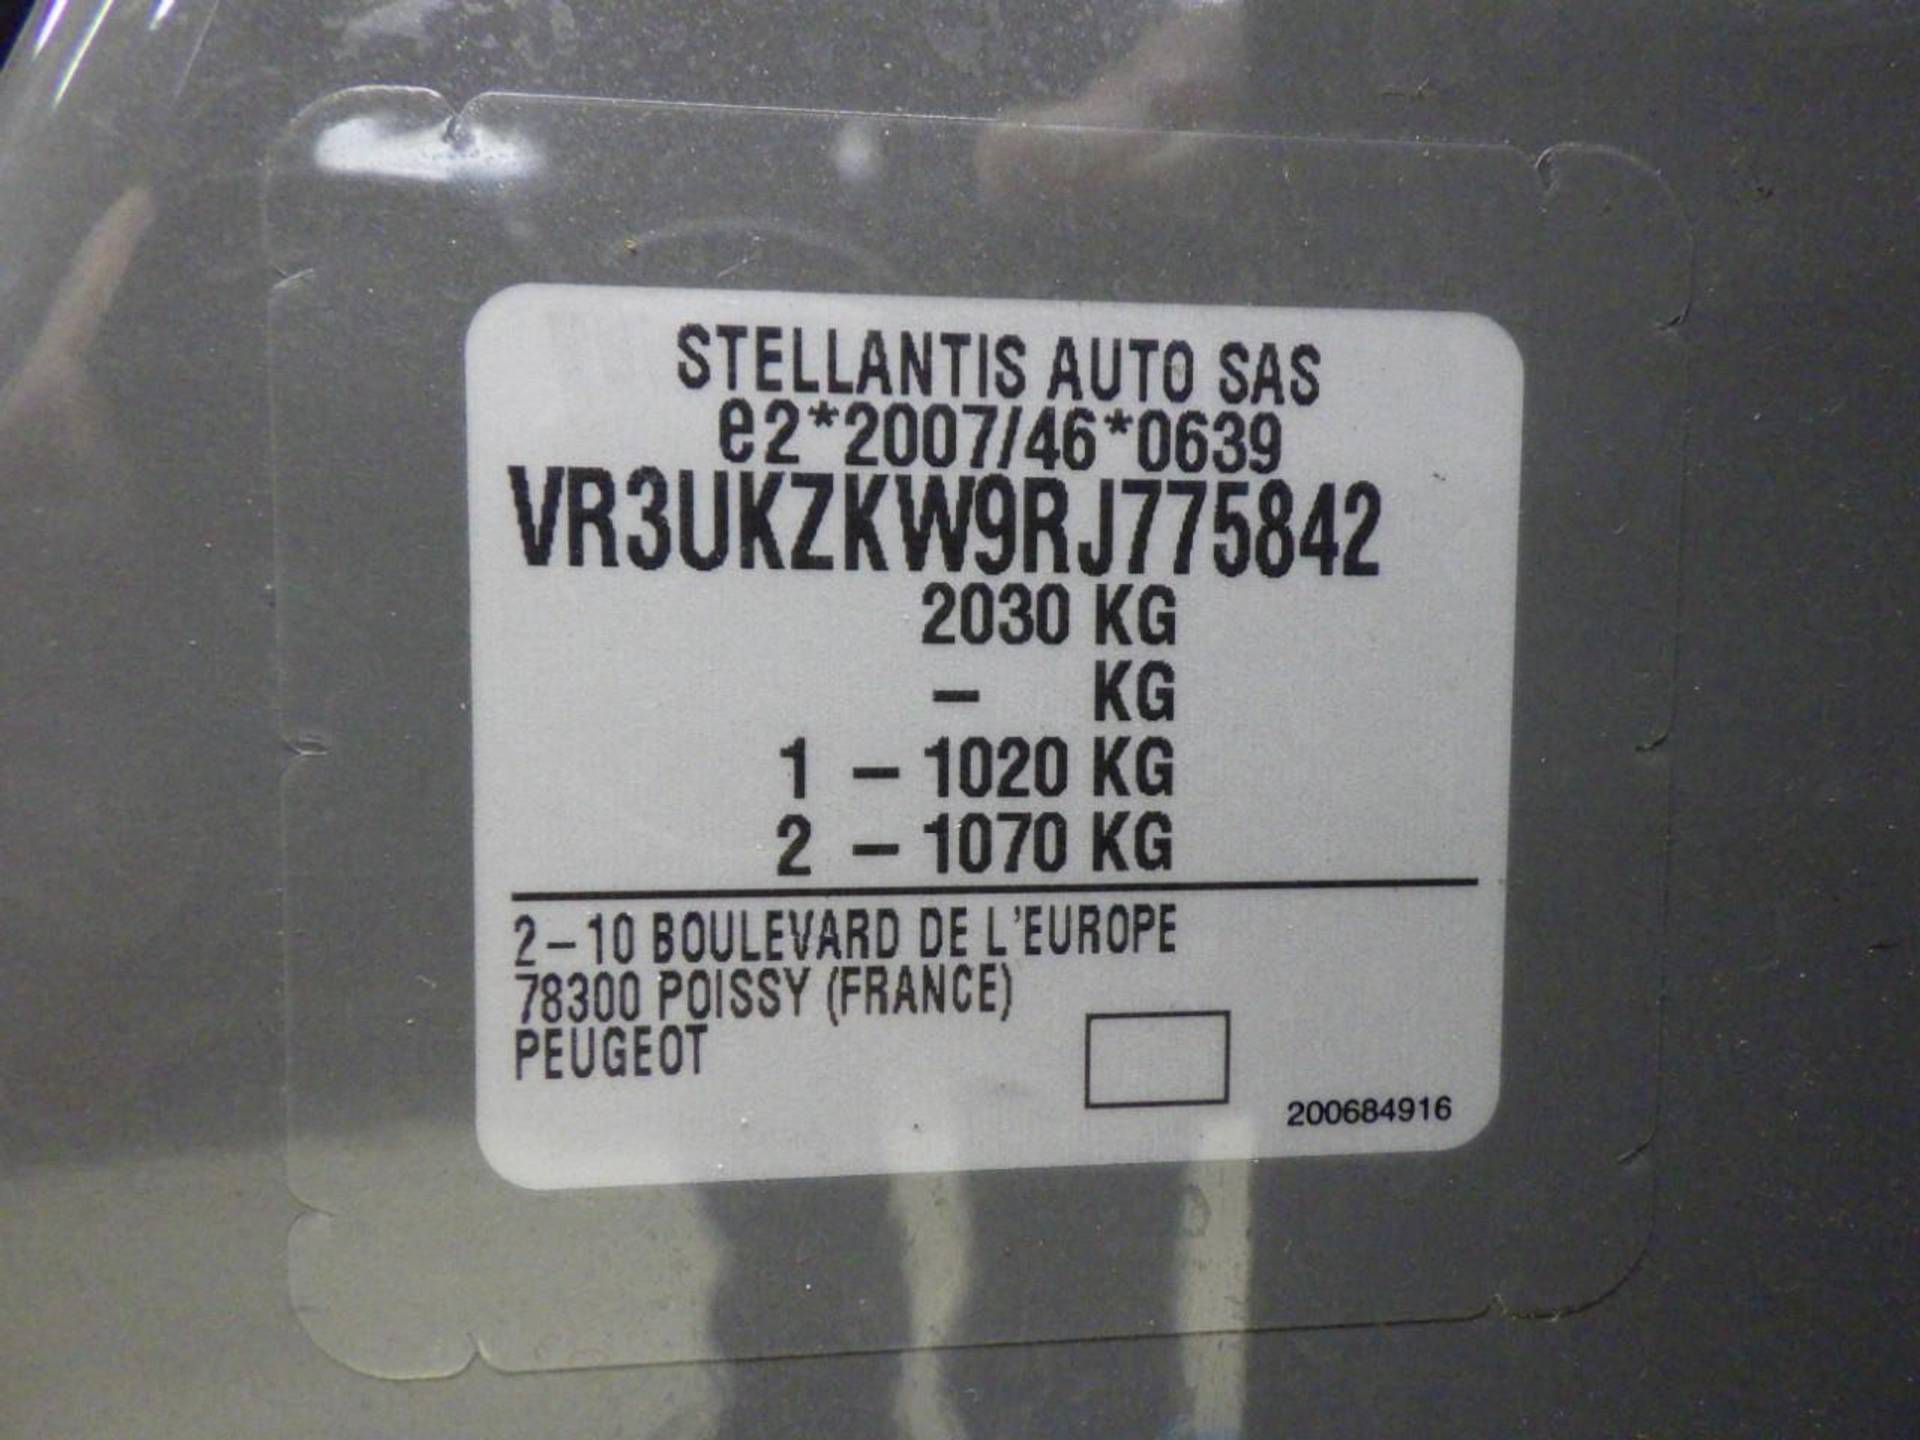 STELLANTIS AUTO SAS
e2*2007/46*0639
VR3UKZKW9RJ775842
2030 KG
– KG
1 – 1020 KG
2 – 1070 KG
2–10 BOULEVARD DE L'EUROPE
78300 POISSY (FRANCE)
PEUGEOT
200684916